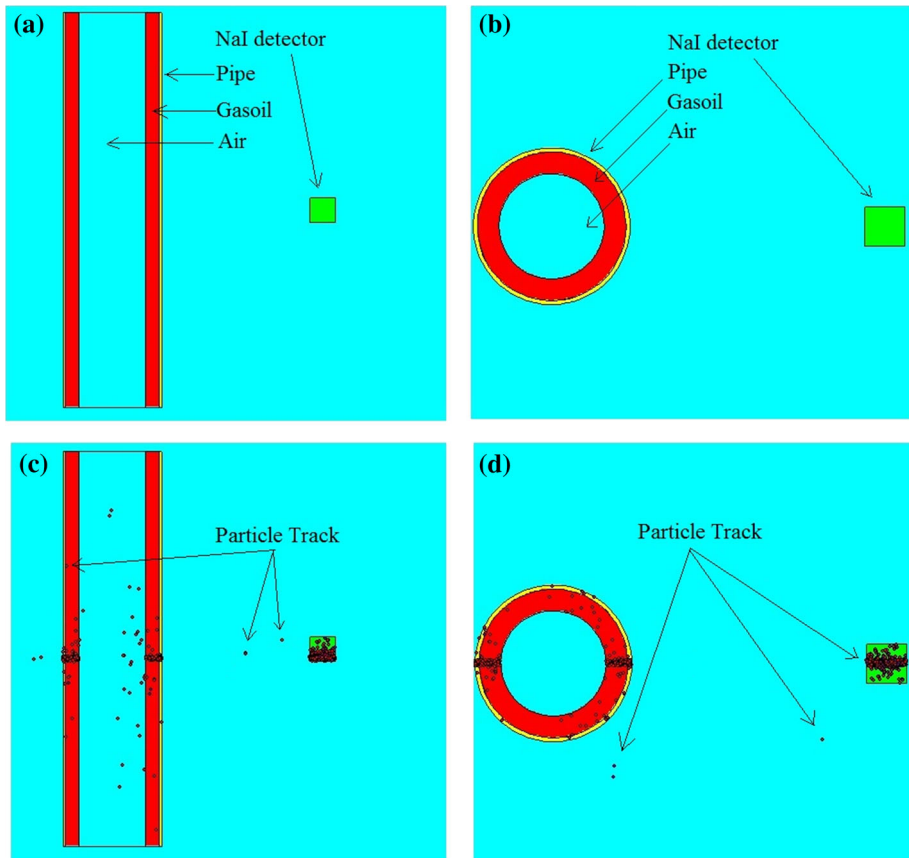 (a)
NaI detector
Pipe
Gasoil
Air
(b)
NaI detector
Pipe
Gasoil
Air
(c)
Particle Track
(d)
Particle Track